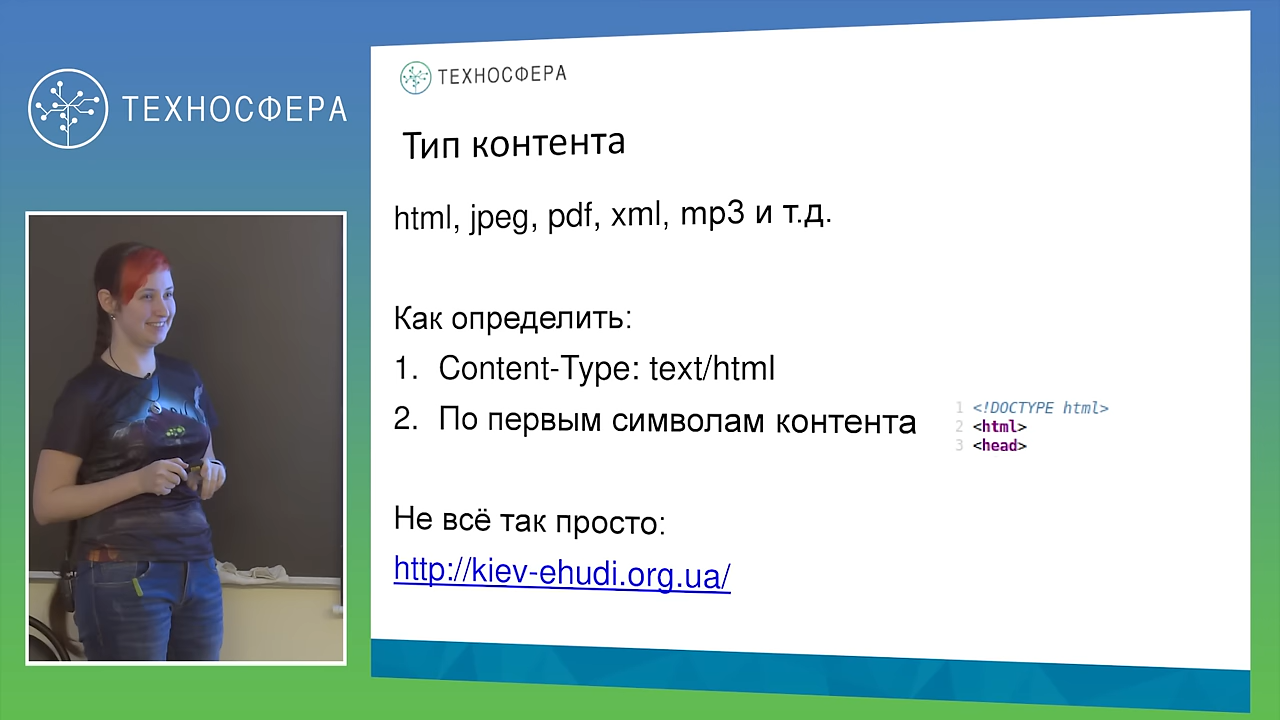 ТЕХНОСФЕРА
ТЕХНОСФЕРА
Тип контента
html, jpeg, pdf, xml, mp3 и т.д.
Как определить:
1. Content-Type: text/html
2. По первым символам контента
1 <!DOCTYPE html>
2 <html>
3 <head>
Не всё так просто:
http://kiev-ehudi.org.ua/